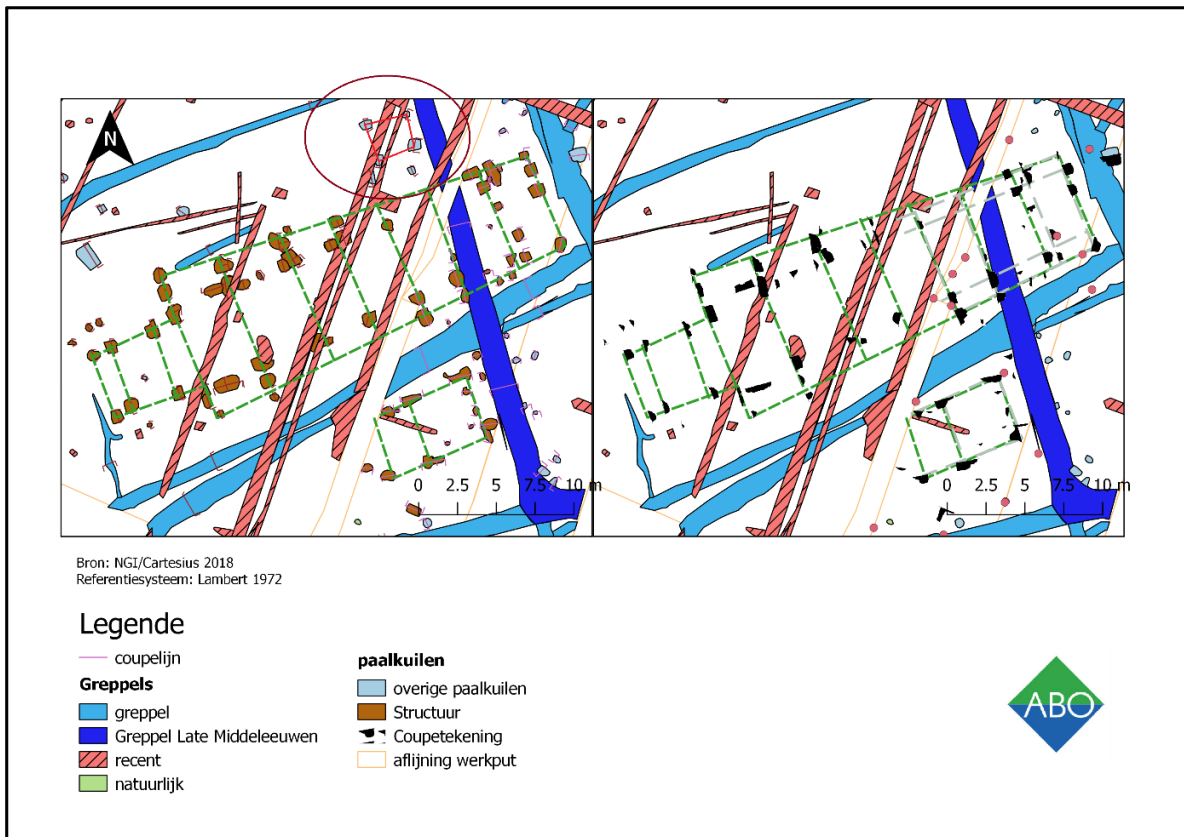 N
0 2.5 5 7.5 10 m
0 2.5 5 7.5 10 m
Bron: NGI/Cartesius 2018
Referentiesysteem: Lambert 1972
Legende
coupelijn
Greppels
greppel
Greppel Late Middeleeuwen
recent
natuurlijk
paalkuilen
overige paalkuilen
Structuur
Coupetekening
aflijning werkput
ABO